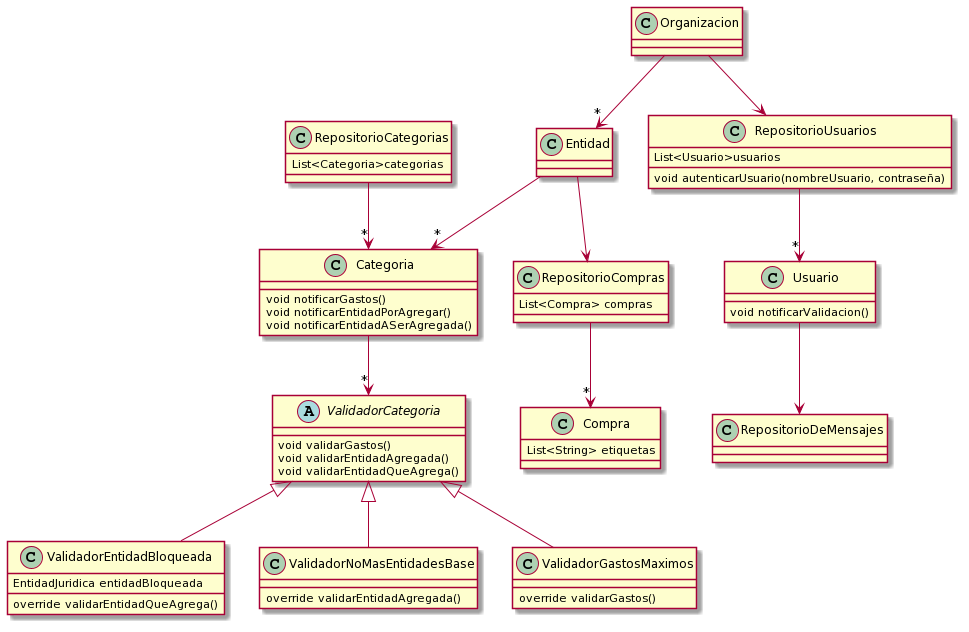 C Organizacion
*
C RepositorioCategorias
List<Categoria>categorias
C Entidad
C RepositorioUsuarios
List<Usuario>usuarios
void autenticarUsuario(nombreUsuario, contraseña)
*
*
*
C Categoria
void notificarGastos()
void notificarEntidadPorAgregar()
void notificarEntidadASerAgregada()
C RepositorioCompras
List<Compra> compras
C Usuario
void notificarValidacion()
*
*
A ValidadorCategoria
void validarGastos()
void validarEntidadAgregada()
void validarEntidadQueAgrega()
C Compra
List<String> etiquetas
C RepositorioDeMensajes
C ValidadorEntidadBloqueada
EntidadJuridica entidadBloqueada
override validarEntidadQueAgrega()
C ValidadorNoMasEntidadesBase
override validarEntidadAgregada()
C ValidadorGastosMaximos
override validarGastos()